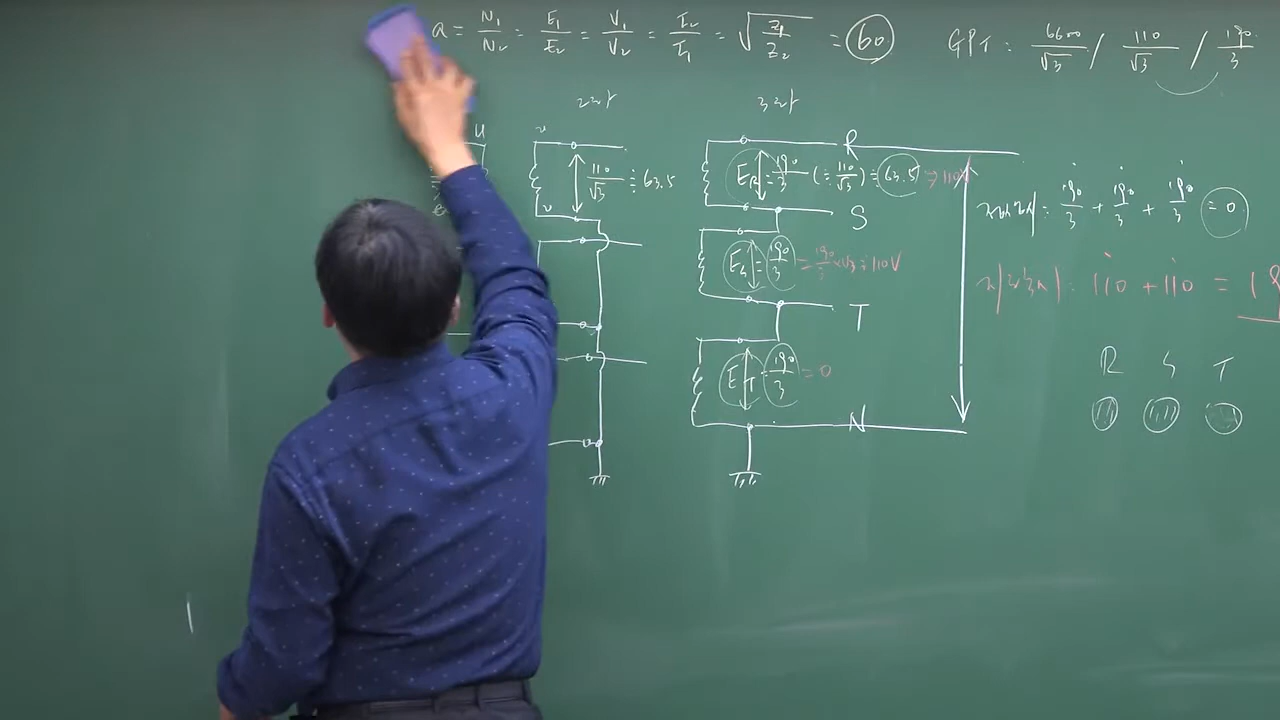 a = N₁/N₂ = E₁/E₂ = V₁/V₂ = I₂/I₁ = √(Z₁/Z₂) = 60
GPT : 6600/√3 / 110/√3 / 190/3
2차
3차
U
u
v
110/√3 ≒ 63.5
R
E_R = 190/3 (≒ 110/√3) ≒ 63.5 ⇒ 110
S
E_S = 190/3 = 190/3 × √3 ≒ 110V
T
E_T = 190/3 = 0
N
: 190/3 + 190/3 + 190/3 = 0
: 110 + 110 =
R S T